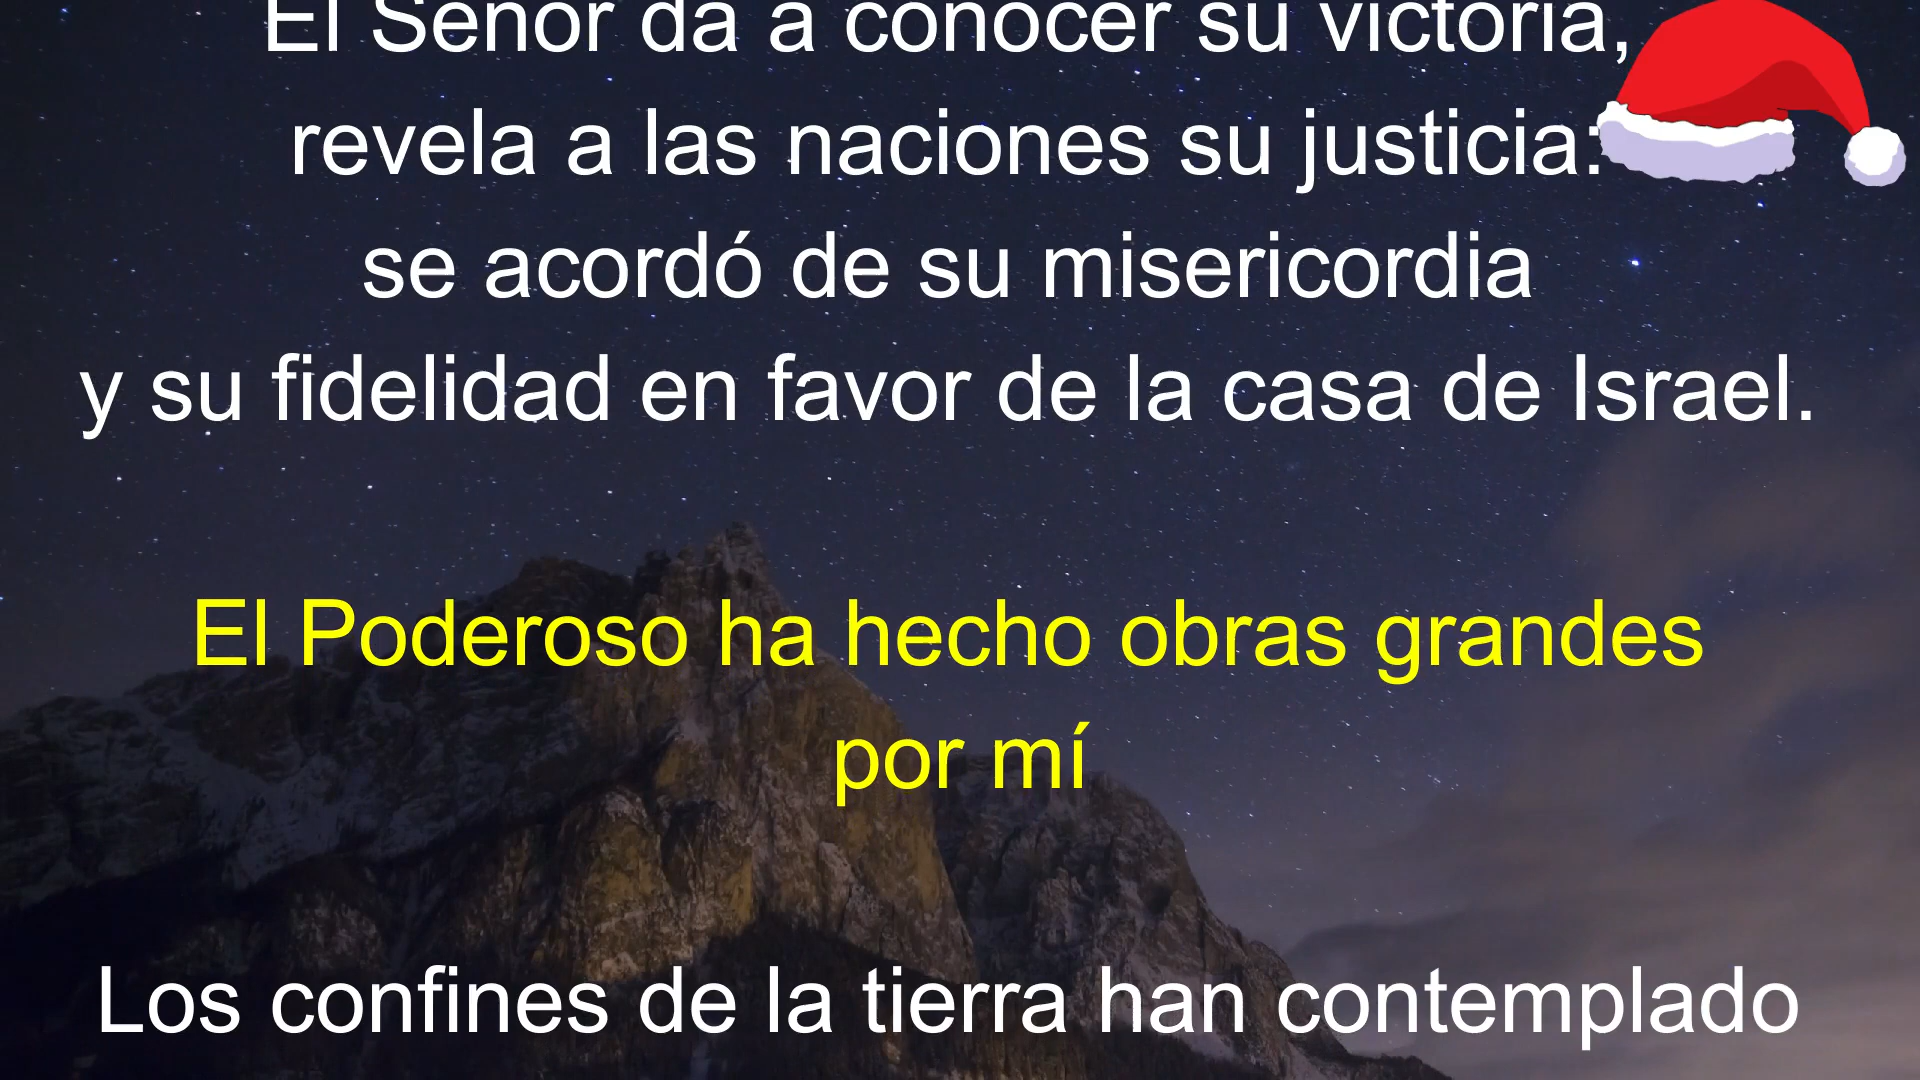 El Señor da a conocer su victoria,
revela a las naciones su justicia:
se acordó de su misericordia
y su fidelidad en favor de la casa de Israel.
El Poderoso ha hecho obras grandes
por mí
Los confines de la tierra han contemplado